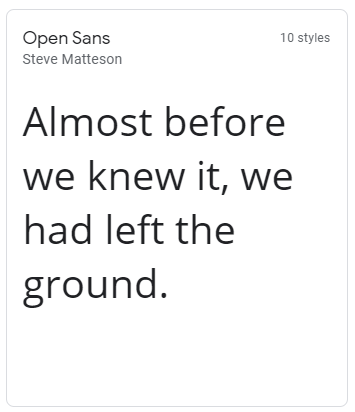 Open Sans
10 styles
Steve Matteson
Almost before
we knew it, we
had left the
ground.